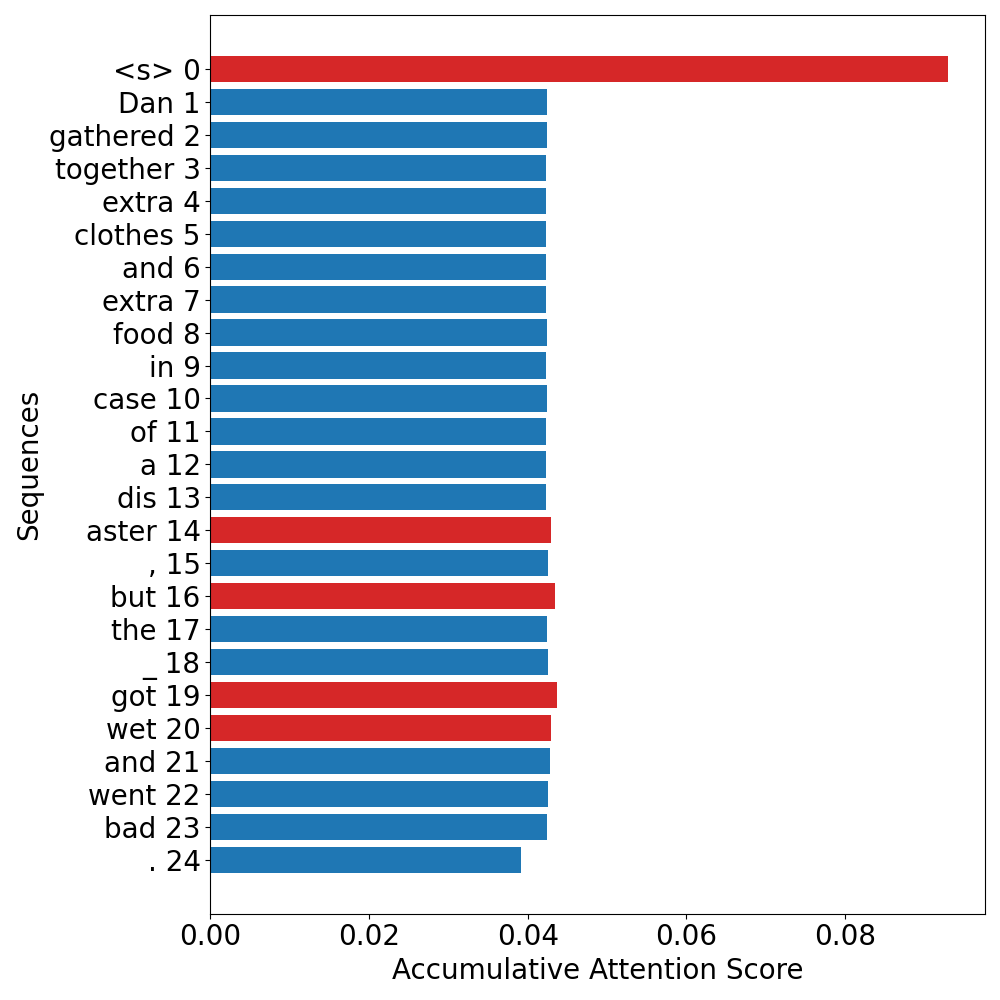 <s> 0
Dan 1
gathered 2
together 3
extra 4
clothes 5
and 6
extra 7
food 8
in 9
case 10
of 11
a 12
dis 13
aster 14
, 15
but 16
the 17
_ 18
got 19
wet 20
and 21
went 22
bad 23
. 24
Sequences
0.00 0.02 0.04 0.06 0.08
Accumulative Attention Score